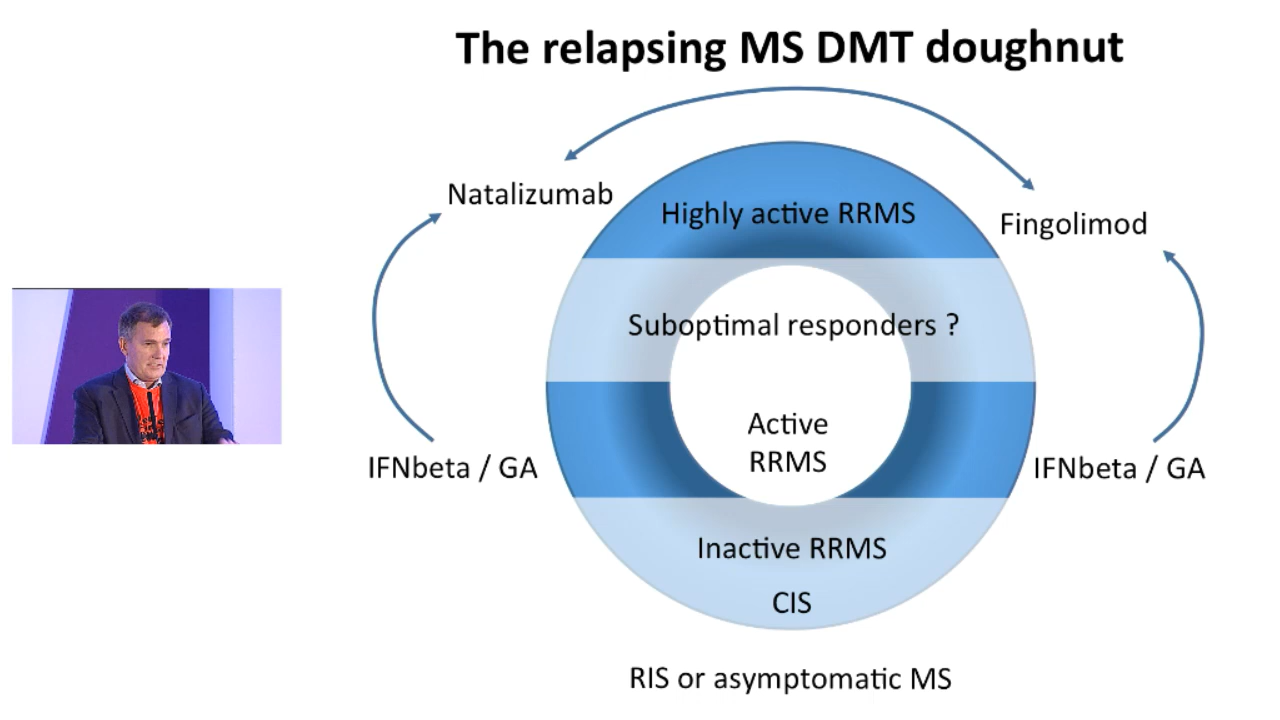 The relapsing MS DMT doughnut
Natalizumab
Highly active RRMS
Fingolimod
Suboptimal responders ?
Active
RRMS
IFNbeta / GA
IFNbeta / GA
Inactive RRMS
CIS
RIS or asymptomatic MS